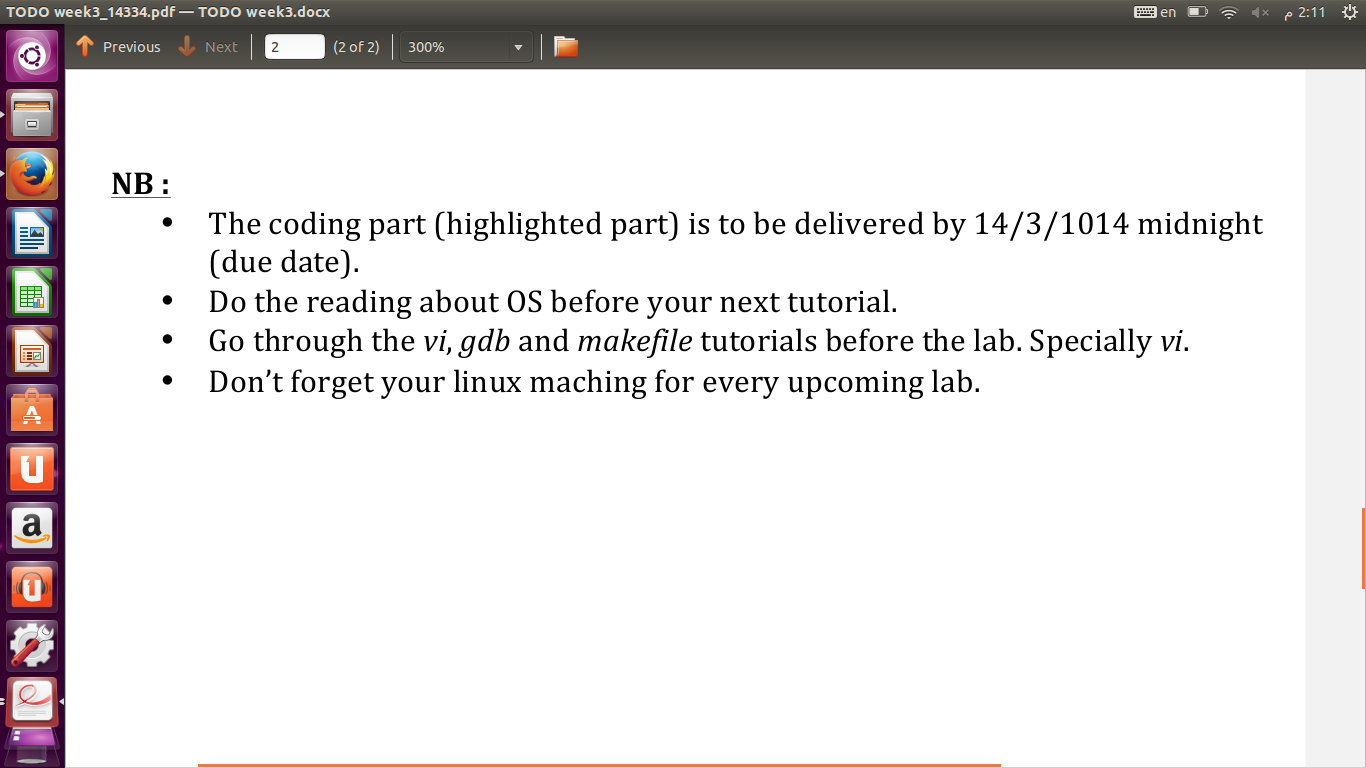 TODO week3_14334.pdf — TODO week3.docx
en
م 2:11
Previous
Next
2
(2 of 2)
300%
NB :
• The coding part (highlighted part) is to be delivered by 14/3/1014 midnight
(due date).
• Do the reading about OS before your next tutorial.
• Go through the vi, gdb and makefile tutorials before the lab. Specially vi.
• Don’t forget your linux maching for every upcoming lab.